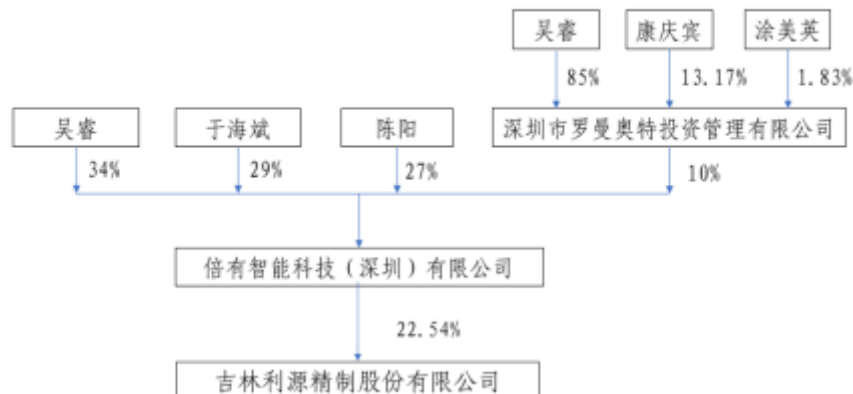 吴睿 康庆宾 涂美英
85% 13.17% 1.83%
吴睿 于海斌 陈阳 深圳市罗曼奥特投资管理有限公司
34% 29% 27% 10%
倍有智能科技（深圳）有限公司
22.54%
吉林利源精制股份有限公司